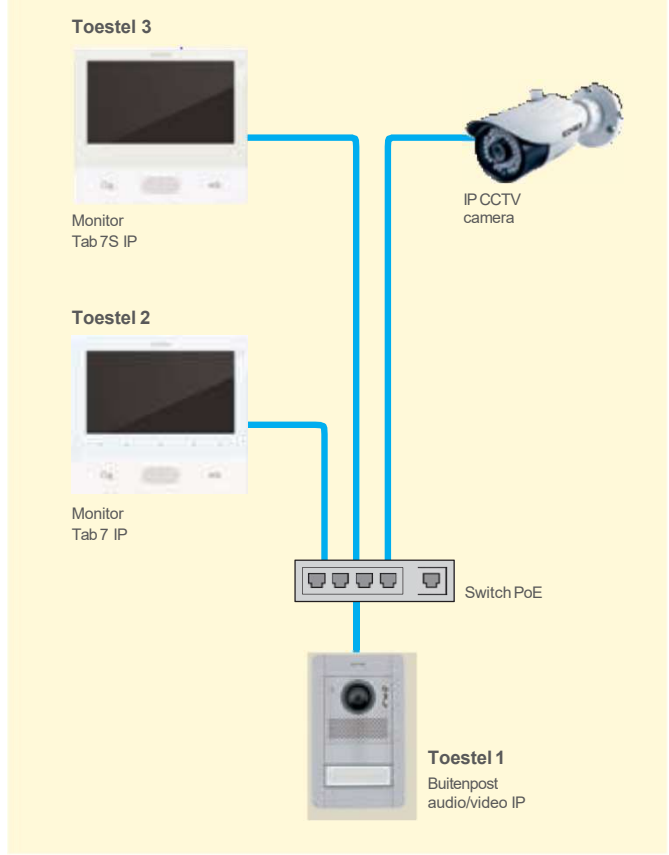 Toestel 3
Monitor
Tab 7S IP
IP CCTV
camera
Toestel 2
Monitor
Tab 7 IP
Switch PoE
Toestel 1
Buitenpost
audio/video IP